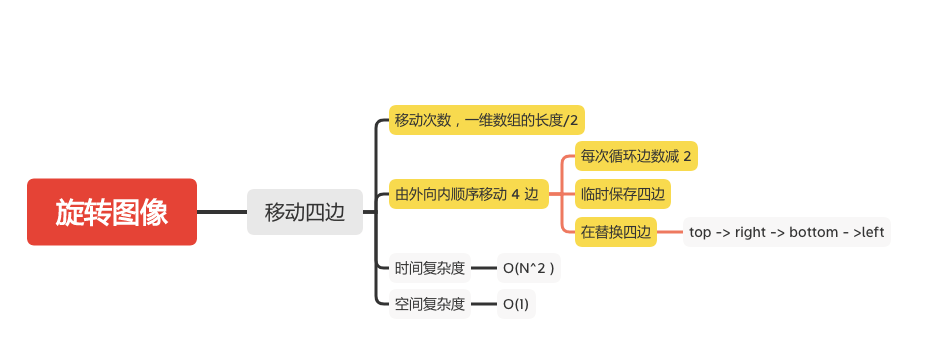 旋转图像
移动四边
移动次数，一维数组的长度/2
由外向内顺序移动 4 边
每次循环边数减 2
临时保存四边
在替换四边
top -> right -> bottom - >left
时间复杂度
O(N^2 )
空间复杂度
O(1)